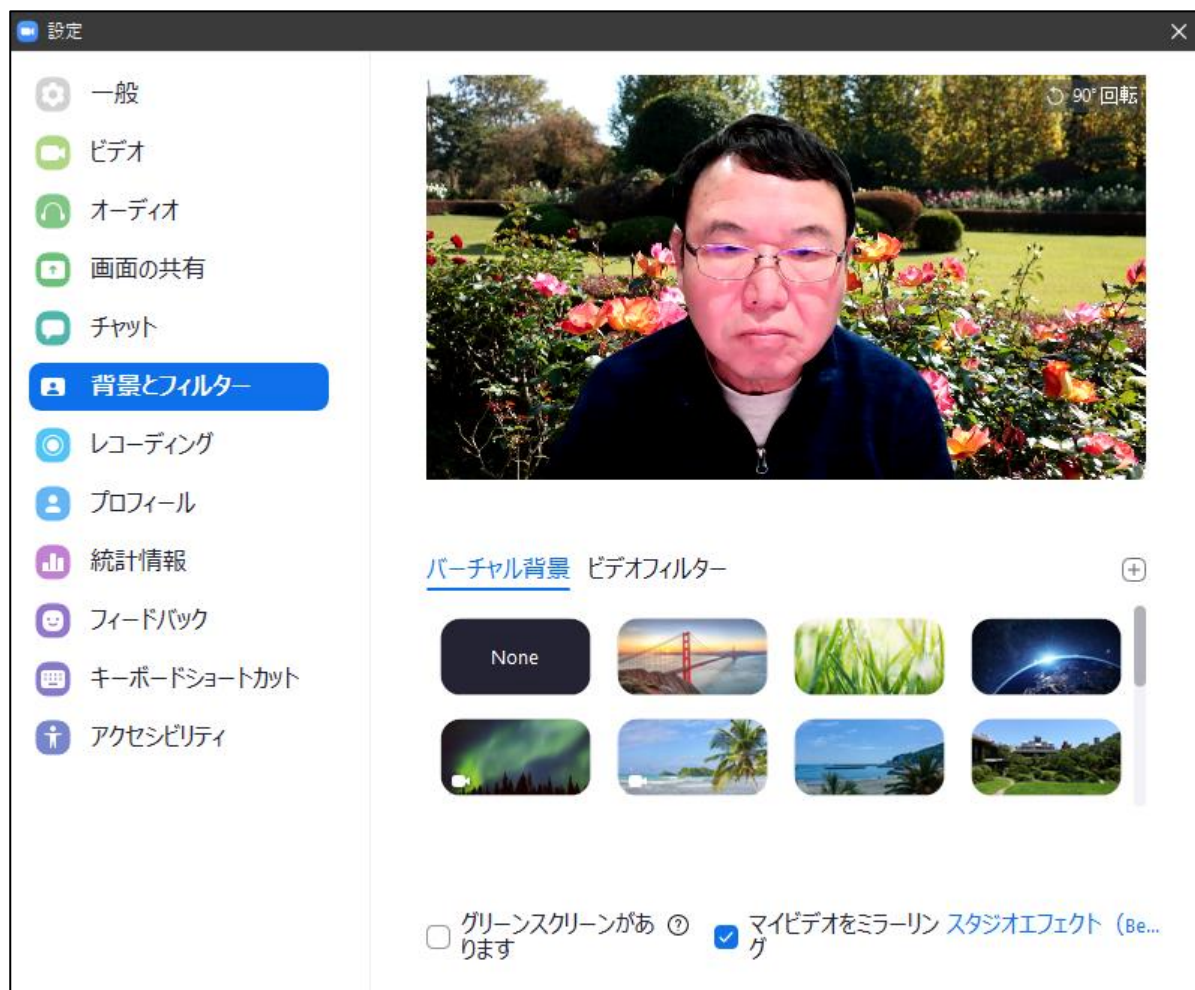 設定
一般
ビデオ
オーディオ
画面の共有
チャット
背景とフィルター
レコーディング
プロフィール
統計情報
フィードバック
キーボードショートカット
アクセシビリティ
90°回転
バーチャル背景 ビデオフィルター
None
グリーンスクリーンがあ
ります
マイビデオをミラーリン
グ
スタジオエフェクト (Be...